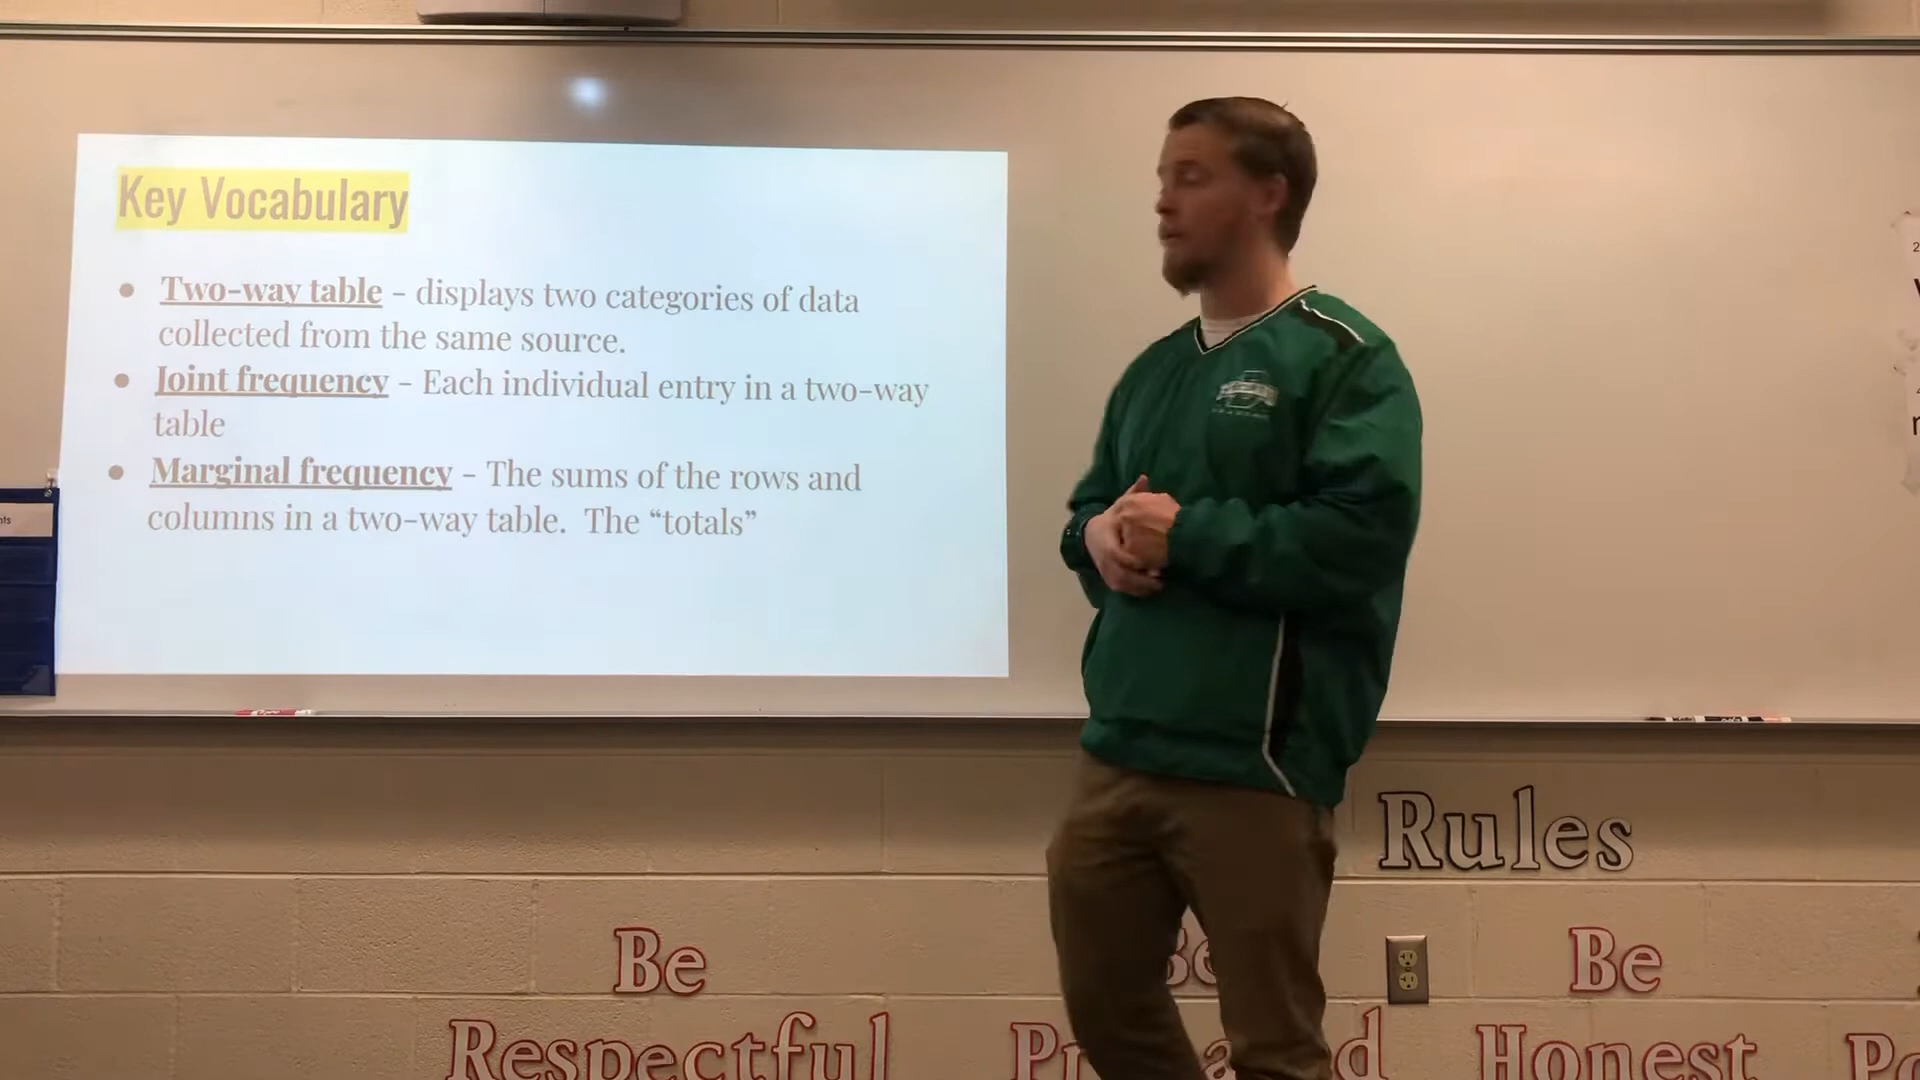 Key Vocabulary
● Two-way table - displays two categories of data
collected from the same source.
● Joint frequency - Each individual entry in a two-way
table
● Marginal frequency - The sums of the rows and
columns in a two-way table. The “totals”
Rules
Be
Be
Respectful
Honest